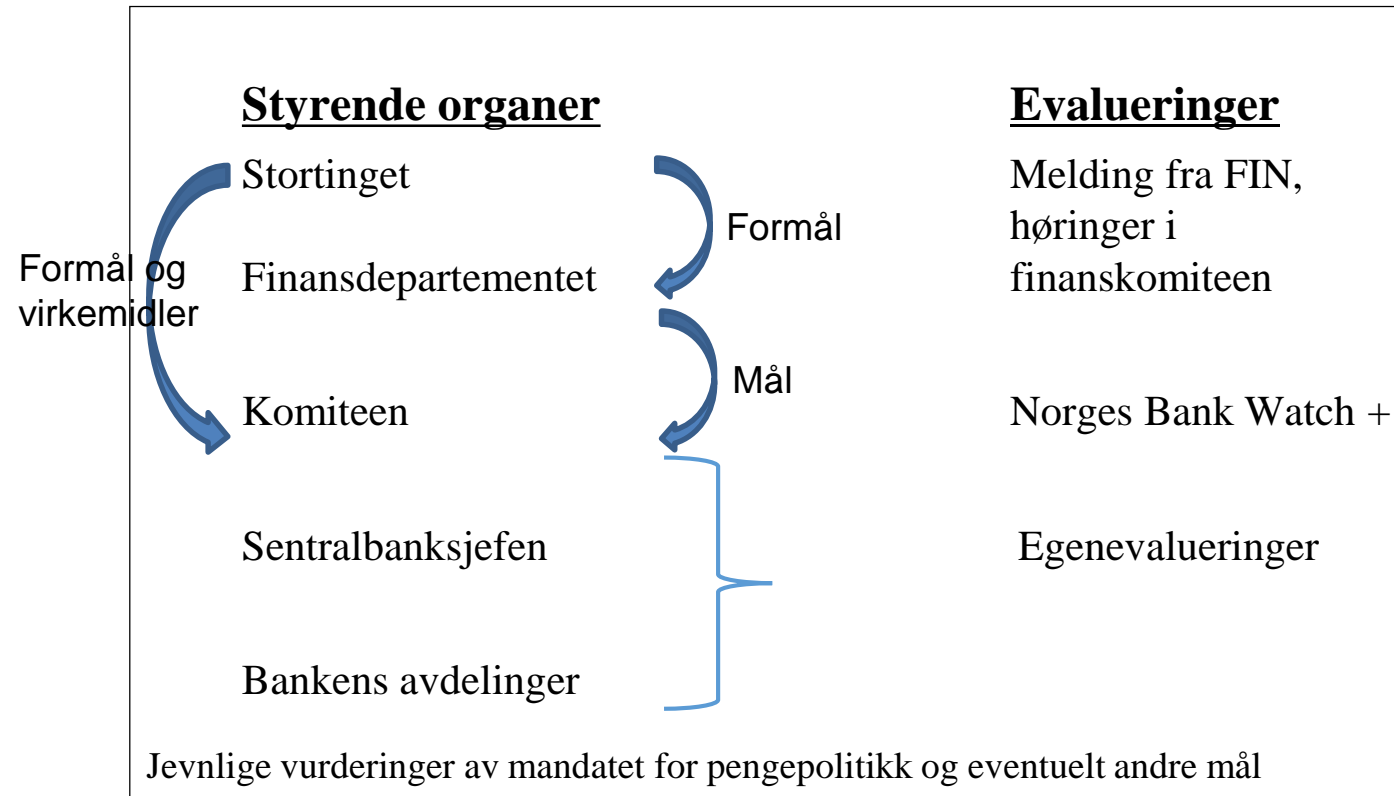 Styrende organer
Evalueringer
Stortinget
Formål
Melding fra FIN,
høringer i
finanskomiteen
Formål og
virkemidler
Finansdepartementet
Mål
Komiteen
Norges Bank Watch +
Sentralbanksjefen
Egenevalueringer
Bankens avdelinger
Jevnlige vurderinger av mandatet for pengepolitikk og eventuelt andre mål